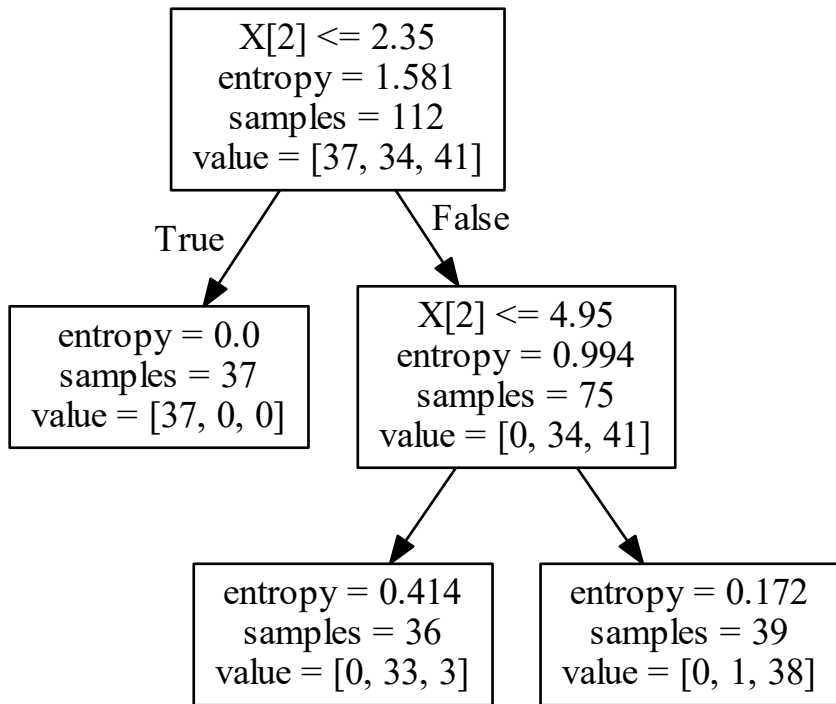 X[2] <= 2.35
entropy = 1.581
samples = 112
value = [37, 34, 41]
True
False
entropy = 0.0
samples = 37
value = [37, 0, 0]
X[2] <= 4.95
entropy = 0.994
samples = 75
value = [0, 34, 41]
entropy = 0.414
samples = 36
value = [0, 33, 3]
entropy = 0.172
samples = 39
value = [0, 1, 38]